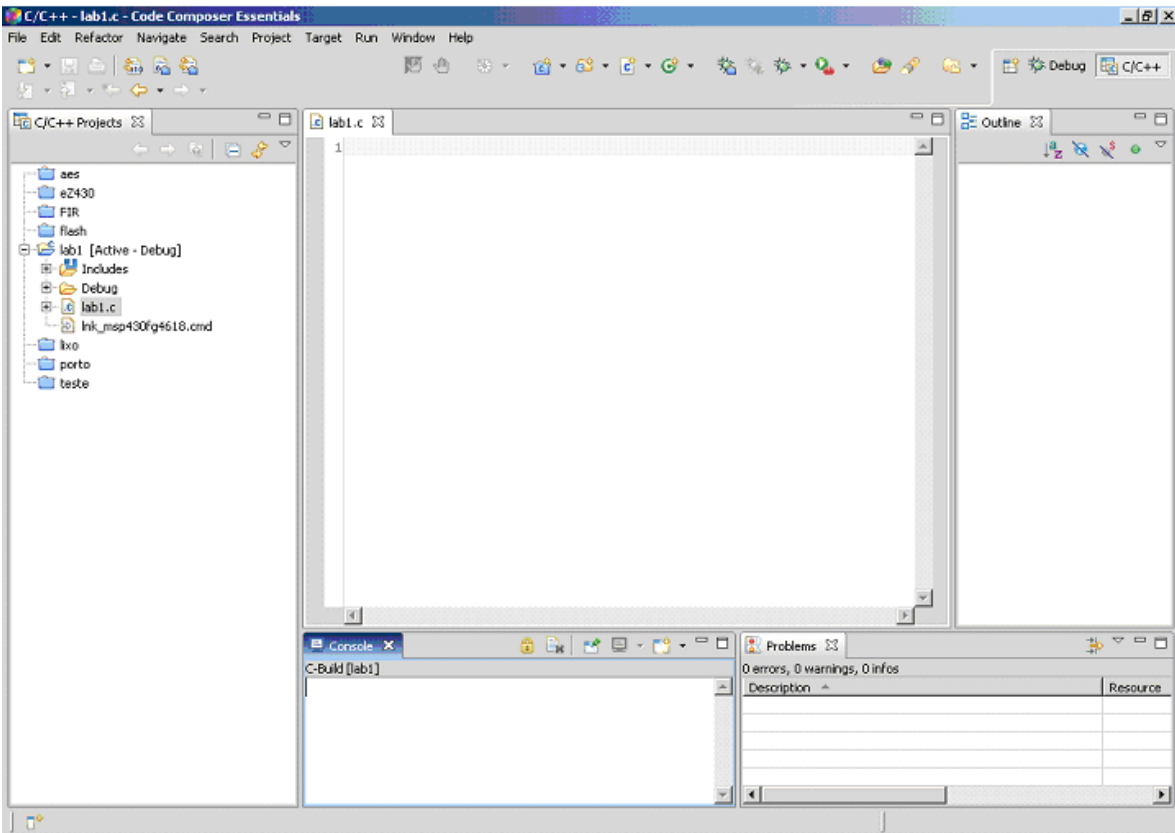 C/C++ - lab1.c - Code Composer Essentials
File Edit Refactor Navigate Search Project Target Run Window Help
Debug C/C++
C/C++ Projects
lab1.c
Outline
1
aes
eZ430
FIR
flash
lab1 [Active - Debug]
Includes
Debug
lab1.c
lnk_msp430fg4618.cmd
lixo
porto
teste
Console
Problems
C-Build [lab1]
0 errors, 0 warnings, 0 infos
Description Resource